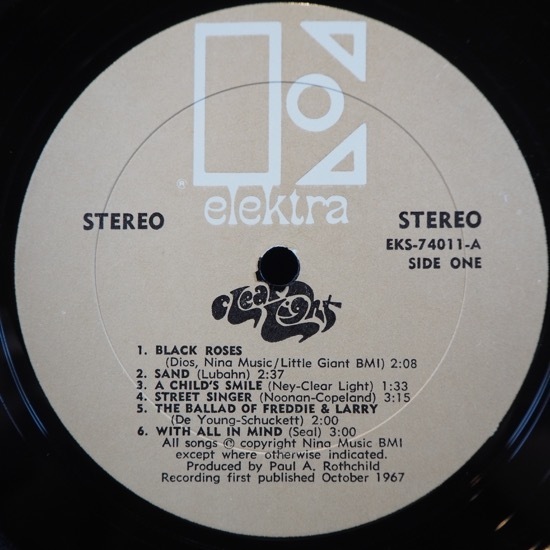 elektra
STEREO
STEREO
EKS-74011-A
SIDE ONE
Clear Light
1. BLACK ROSES
(Dios, Nina Music/Little Giant BMI) 2:08
2. SAND (Lubahn) 2:37
3. A CHILD'S SMILE (Ney-Clear Light) 1:33
4. STREET SINGER (Noonan-Copeland) 3:15
5. THE BALLAD OF FREDDIE & LARRY
(De Young-Schuckett) 2:00
6. WITH ALL IN MIND (Seal) 3:00
All songs © copyright Nina Music BMI
except where otherwise indicated.
Produced by Paul A. Rothchild
Recording first published October 1967